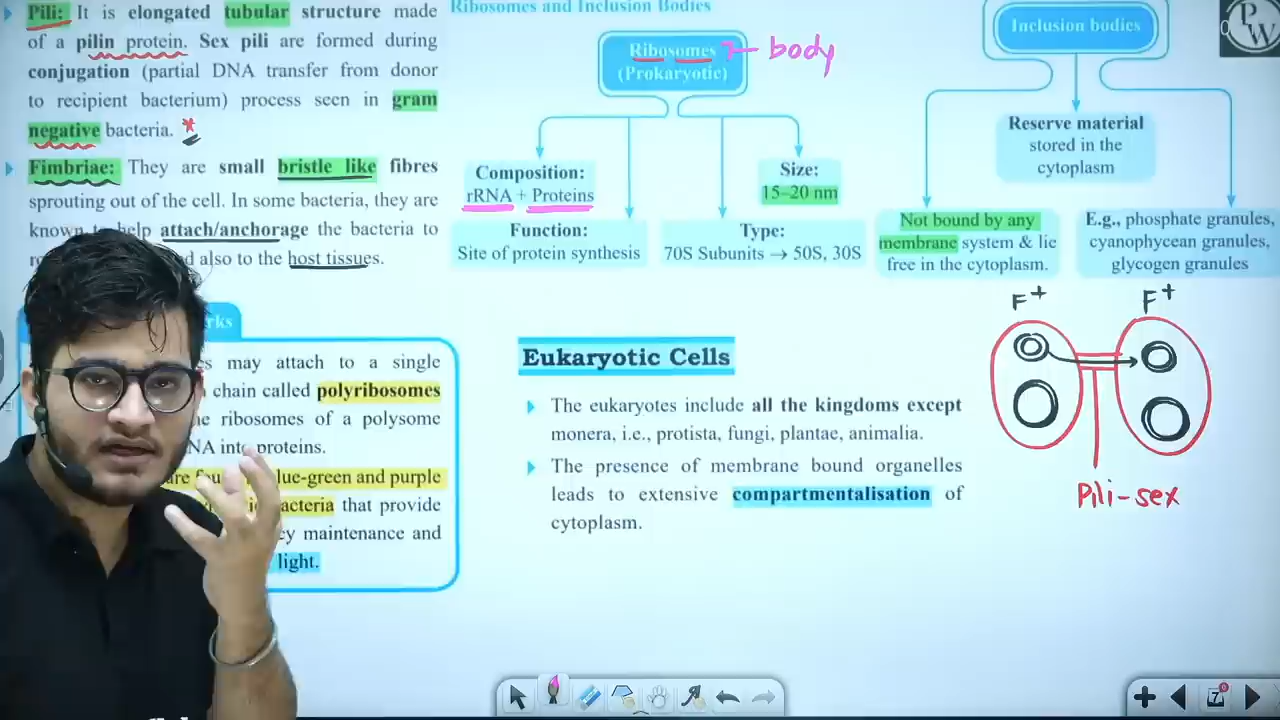 Pili: It is elongated tubular structure made
of a pilin protein. Sex pili are formed during
conjugation (partial DNA transfer from donor
to recipient bacterium) process seen in gram
negative bacteria. *
Fimbriae: They are small bristle like fibres
sprouting out of the cell. In some bacteria, they are
known to help attach/anchorage the bacteria to
also to the host tissues.
may attach to a single
chain called polyribosomes
ribosomes of a polysome
into proteins.
are blue-green and purple
that provide
maintenance and
light.
Ribosomes and Inclusion Bodies
Ribosomes
(Prokaryotic)
body
Composition:
rRNA + Proteins
Size:
15–20 nm
Function:
Site of protein synthesis
Type:
70S Subunits → 50S, 30S
Inclusion bodies
PW
Reserve material
stored in the
cytoplasm
Not bound by any
membrane system & lie
free in the cytoplasm.
E.g., phosphate granules,
cyanophycean granules,
glycogen granules
F+ F+
Pili-sex
Eukaryotic Cells
The eukaryotes include all the kingdoms except
monera, i.e., protista, fungi, plantae, animalia.
The presence of membrane bound organelles
leads to extensive compartmentalisation of
cytoplasm.
7